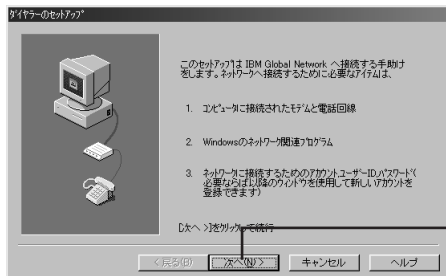 ﾀﾞｲﾔﾗｰのｾｯﾄｱｯﾌﾟ
このｾｯﾄｱｯﾌﾟは IBM Global Network へ接続する手助け
をします。ﾈｯﾄﾜｰｸへ接続するために必要なｱｲﾃﾑは、
1. ｺﾝﾋﾟｭｰﾀに接続されたﾓﾃﾞﾑと電話回線
2. Windowsのﾈｯﾄﾜｰｸ関連ﾌﾟﾛｸﾞﾗﾑ
3. ﾈｯﾄﾜｰｸに接続するためのｱｶｳﾝﾄ,ﾕｰｻﾞｰID,ﾊﾟｽﾜｰﾄﾞ(
必要ならば以降のｳｨﾝﾄﾞｳを使用して新しいｱｶｳﾝﾄを
登録できます)
[次へ >]をｸﾘｯｸして続行
< 戻る(B)
次へ(N) >
キャンセル
ヘルプ